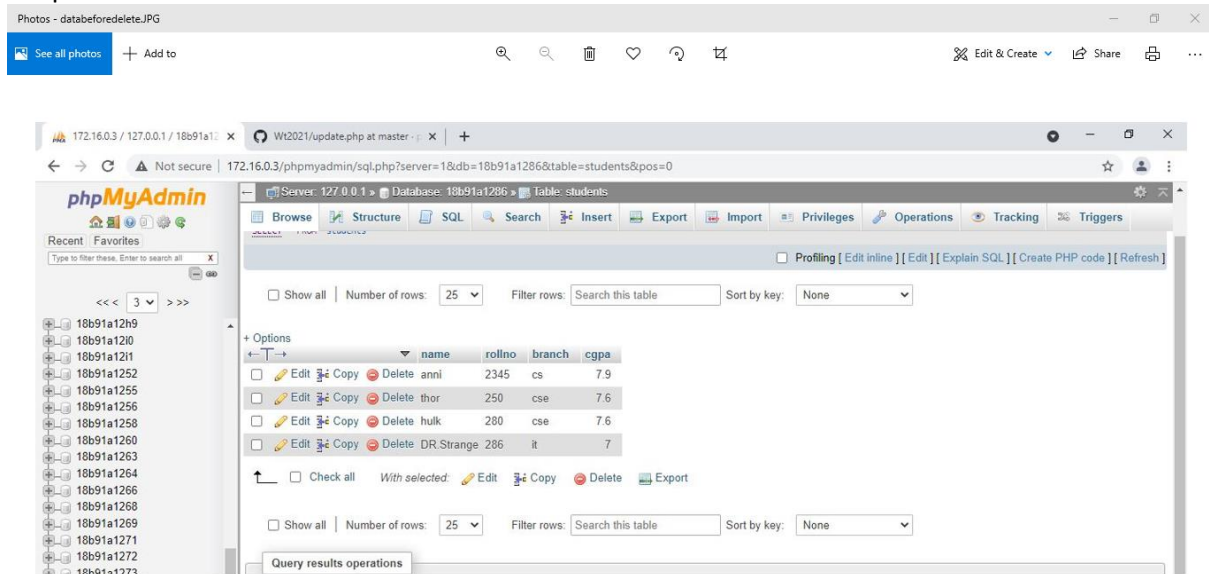 Photos - databeforedelete.JPG
See all photos + Add to Edit & Create Share
172.16.0.3 / 127.0.0.1 / 18b91a12 Wt2021/update.php at master ·
Not secure | 172.16.0.3/phpmyadmin/sql.php?server=1&db=18b91a1286&table=students&pos=0
phpMyAdmin
Server: 127.0.0.1 » Database: 18b91a1286 » Table: students
Browse Structure SQL Search Insert Export Import Privileges Operations Tracking Triggers
Recent Favorites
Type to filter these, Enter to search all X
Profiling [ Edit inline ] [ Edit ] [ Explain SQL ] [ Create PHP code ] [ Refresh ]
<<< 3 >>>
Show all | Number of rows: 25 Filter rows: Search this table Sort by key: None
18b91a12h9
18b91a12i0
18b91a12i1
18b91a1252
18b91a1255
18b91a1256
18b91a1258
18b91a1260
18b91a1263
18b91a1264
18b91a1266
18b91a1268
18b91a1269
18b91a1271
18b91a1272
18b91a1273
+ Options
name rollno branch cgpa
Edit Copy Delete anni 2345 cs 7.9
Edit Copy Delete thor 250 cse 7.6
Edit Copy Delete hulk 280 cse 7.6
Edit Copy Delete DR.Strange 286 it 7
Check all With selected: Edit Copy Delete Export
Show all | Number of rows: 25 Filter rows: Search this table Sort by key: None
Query results operations